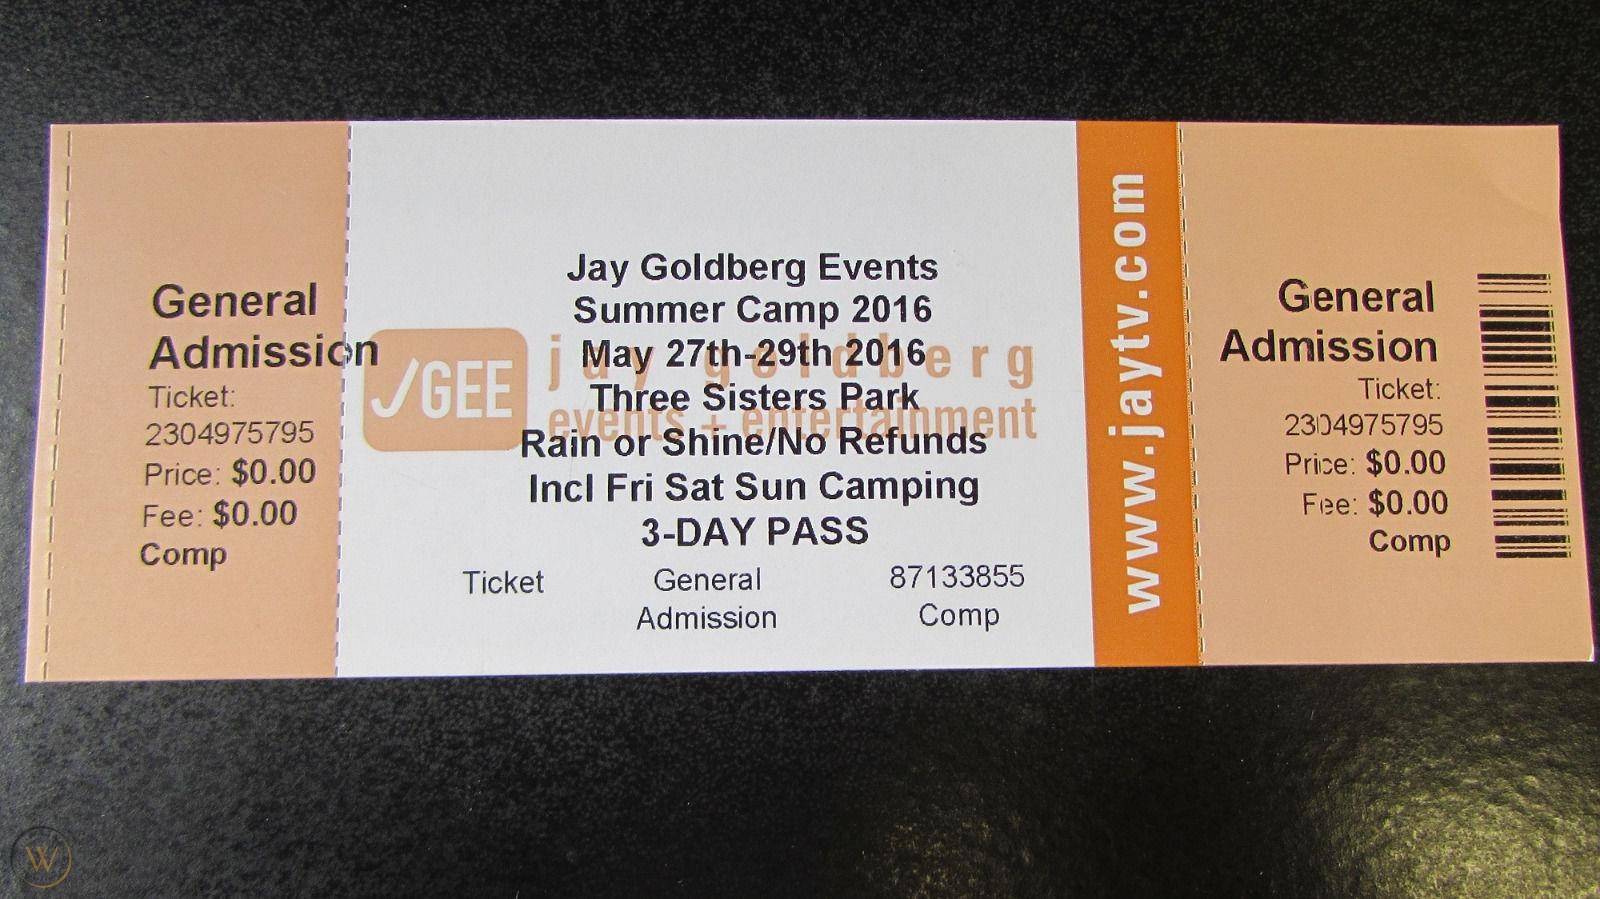 General
Admission
Ticket:
2304975795
Price: $0.00
Fee: $0.00
Comp
JGEE
jay goldberg
events + entertainment
Jay Goldberg Events
Summer Camp 2016
May 27th-29th 2016
Three Sisters Park
Rain or Shine/No Refunds
Incl Fri Sat Sun Camping
3-DAY PASS
Ticket General 87133855
Admission Comp
www.jaytv.com
General
Admission
Ticket:
2304975795
Price: $0.00
Fee: $0.00
Comp
W